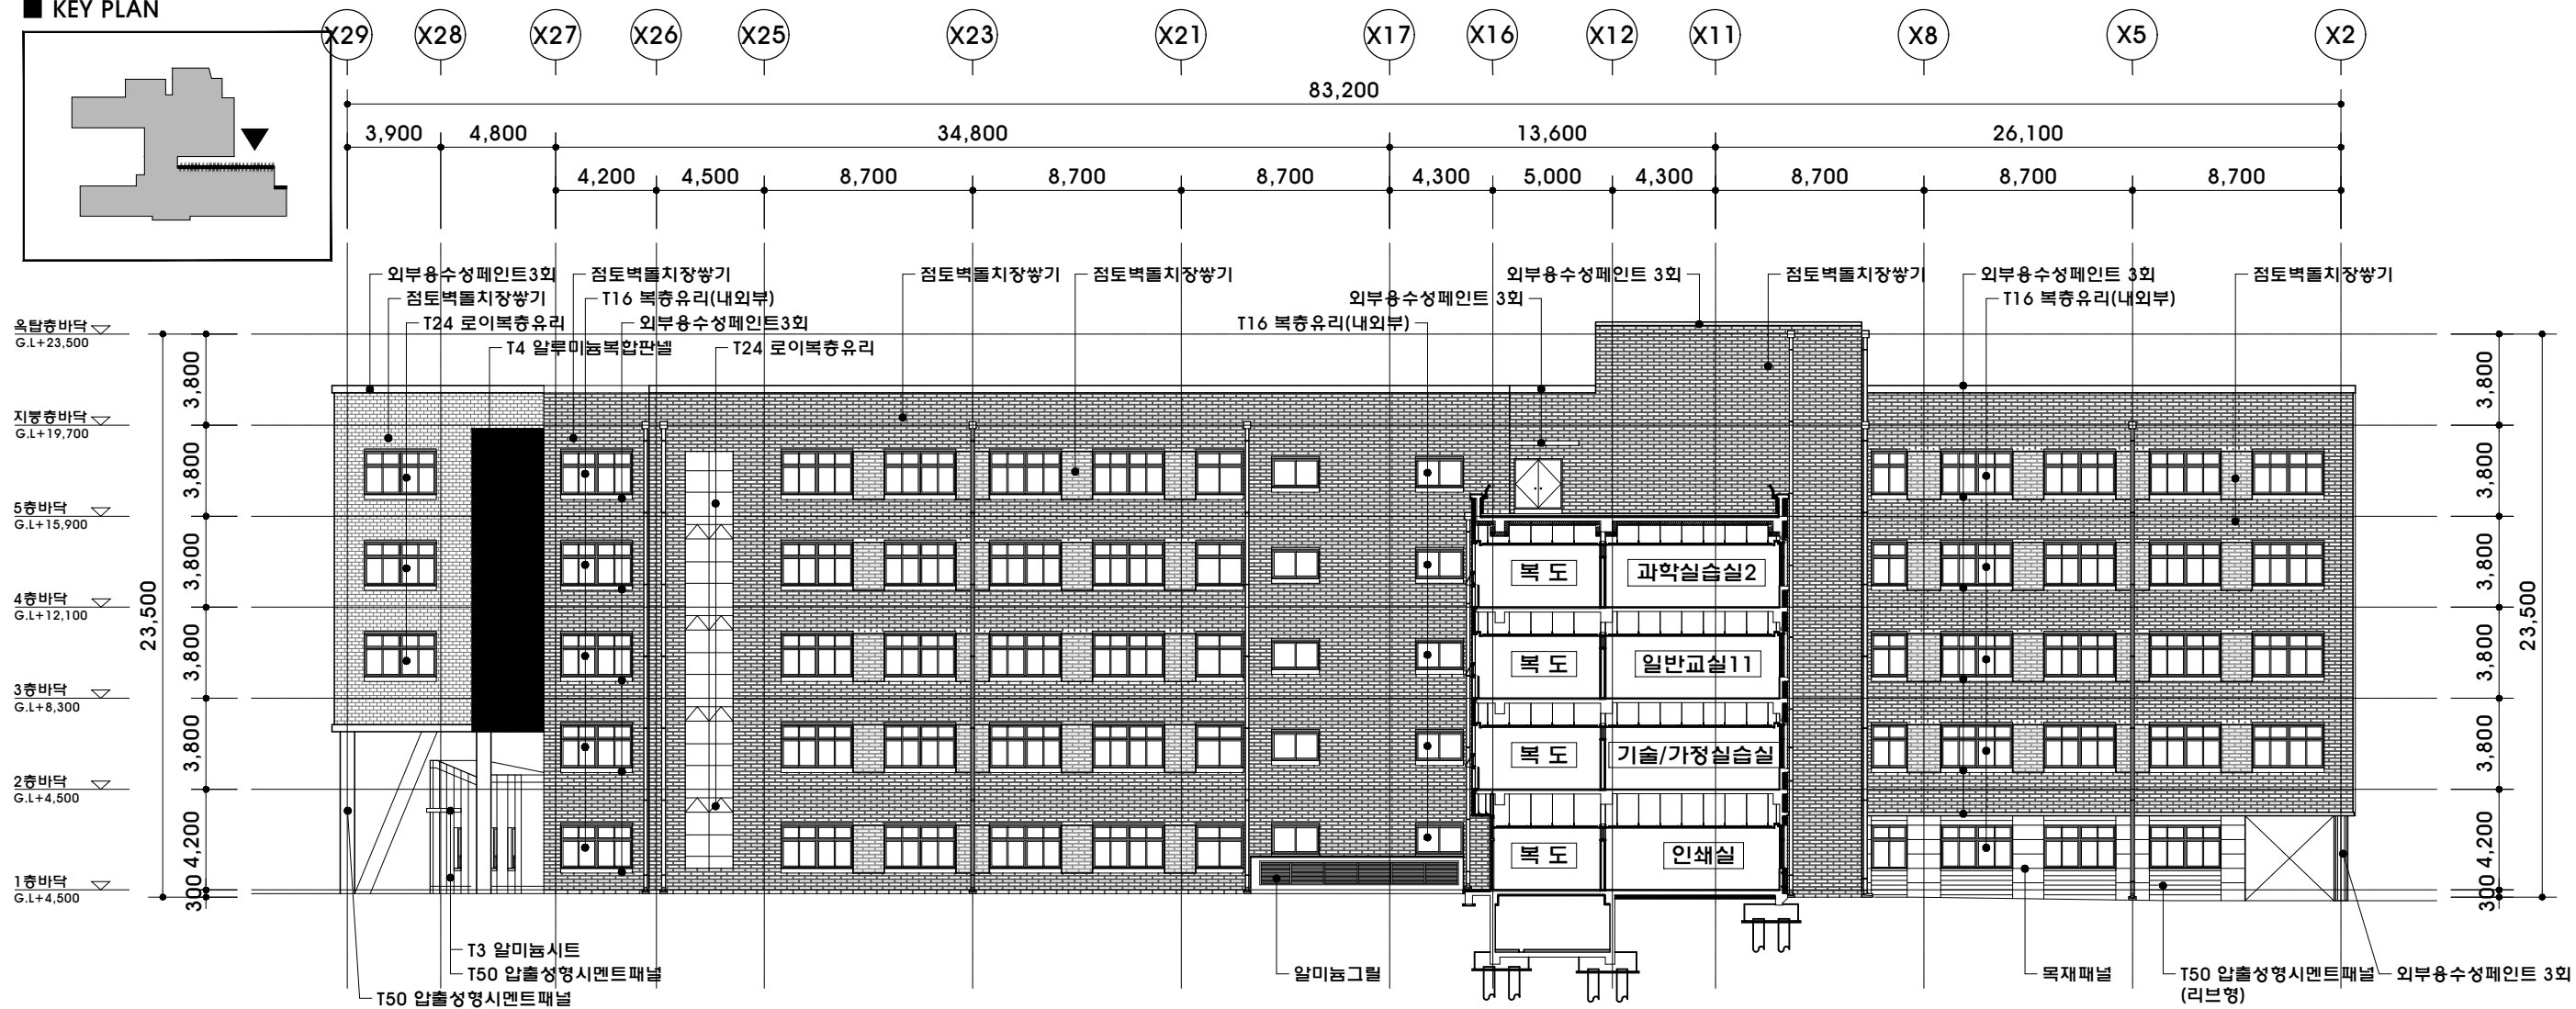 ■ KEY PLAN
X29 X28 X27 X26 X25 X23 X21 X17 X16 X12 X11 X8 X5 X2
83,200
3,900 4,800 34,800 13,600 26,100
4,200 4,500 8,700 8,700 8,700 4,300 5,000 4,300 8,700 8,700 8,700
외부용수성페인트3회 점토벽돌치장쌓기 점토벽돌치장쌓기 점토벽돌치장쌓기 외부용수성페인트 3회 점토벽돌치장쌓기 외부용수성페인트 3회 점토벽돌치장쌓기
점토벽돌치장쌓기 T16 복층유리(내외부) 외부용수성페인트 3회 T16 복층유리(내외부)
T24 로이복층유리 외부용수성페인트3회 T16 복층유리(내외부)
T4 알루미늄복합판넬 T24 로이복층유리
옥탑층바닥
G.L+23,500
3,800 3,800
지붕층바닥
G.L+19,700
3,800 3,800
5층바닥
G.L+15,900
3,800 복 도 과학실습실2 3,800
4층바닥
G.L+12,100
23,500 3,800 복 도 일반교실11 3,800 23,500
3층바닥
G.L+8,300
3,800 복 도 기술/가정실습실 3,800
2층바닥
G.L+4,500
4,200 복 도 인쇄실 4,200
1층바닥
G.L+4,500
300 300
T3 알미늄시트
T50 압출성형시멘트패널 알미늄그릴 목재패널 T50 압출성형시멘트패널 외부용수성페인트 3회
T50 압출성형시멘트패널 (리브형)